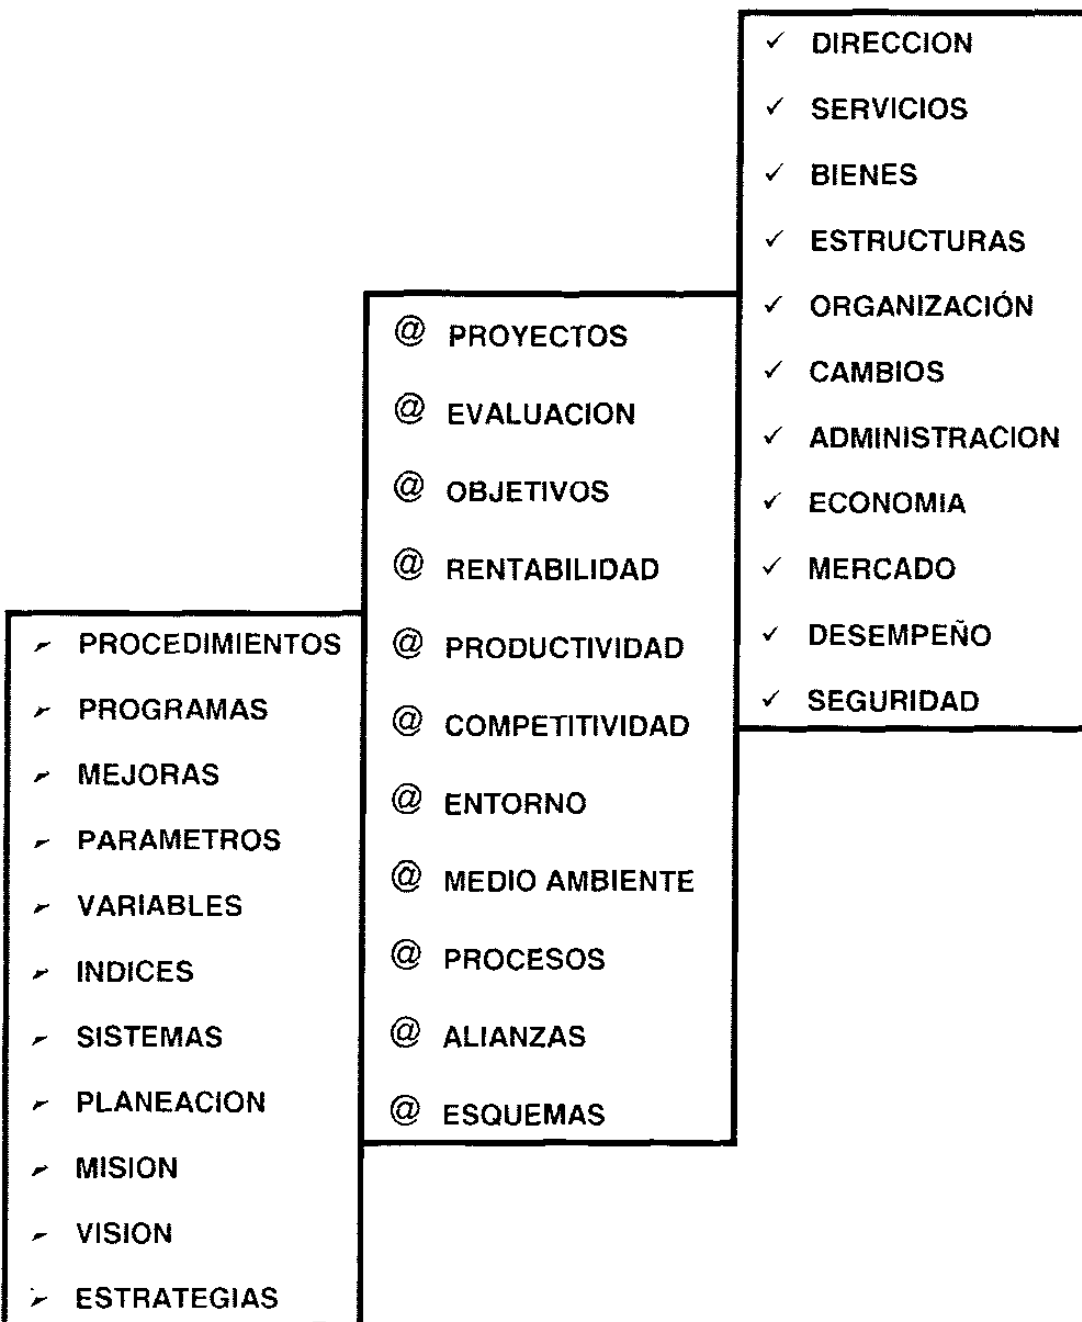 ➢ PROCEDIMIENTOS
➢ PROGRAMAS
➢ MEJORAS
➢ PARAMETROS
➢ VARIABLES
➢ INDICES
➢ SISTEMAS
➢ PLANEACION
➢ MISION
➢ VISION
➢ ESTRATEGIAS
@ PROYECTOS
@ EVALUACION
@ OBJETIVOS
@ RENTABILIDAD
@ PRODUCTIVIDAD
@ COMPETITIVIDAD
@ ENTORNO
@ MEDIO AMBIENTE
@ PROCESOS
@ ALIANZAS
@ ESQUEMAS
✓ DIRECCION
✓ SERVICIOS
✓ BIENES
✓ ESTRUCTURAS
✓ ORGANIZACIÓN
✓ CAMBIOS
✓ ADMINISTRACION
✓ ECONOMIA
✓ MERCADO
✓ DESEMPEÑO
✓ SEGURIDAD